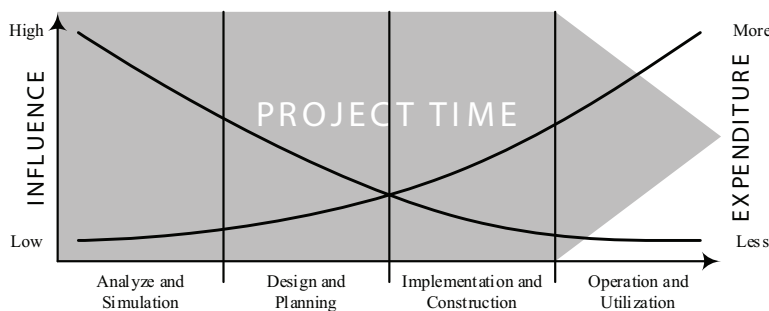 High
More
PROJECT TIME
INFLUENCE
EXPENDITURE
Low
Less
Analyze and
Simulation
Design and
Planning
Implementation and
Construction
Operation and
Utilization